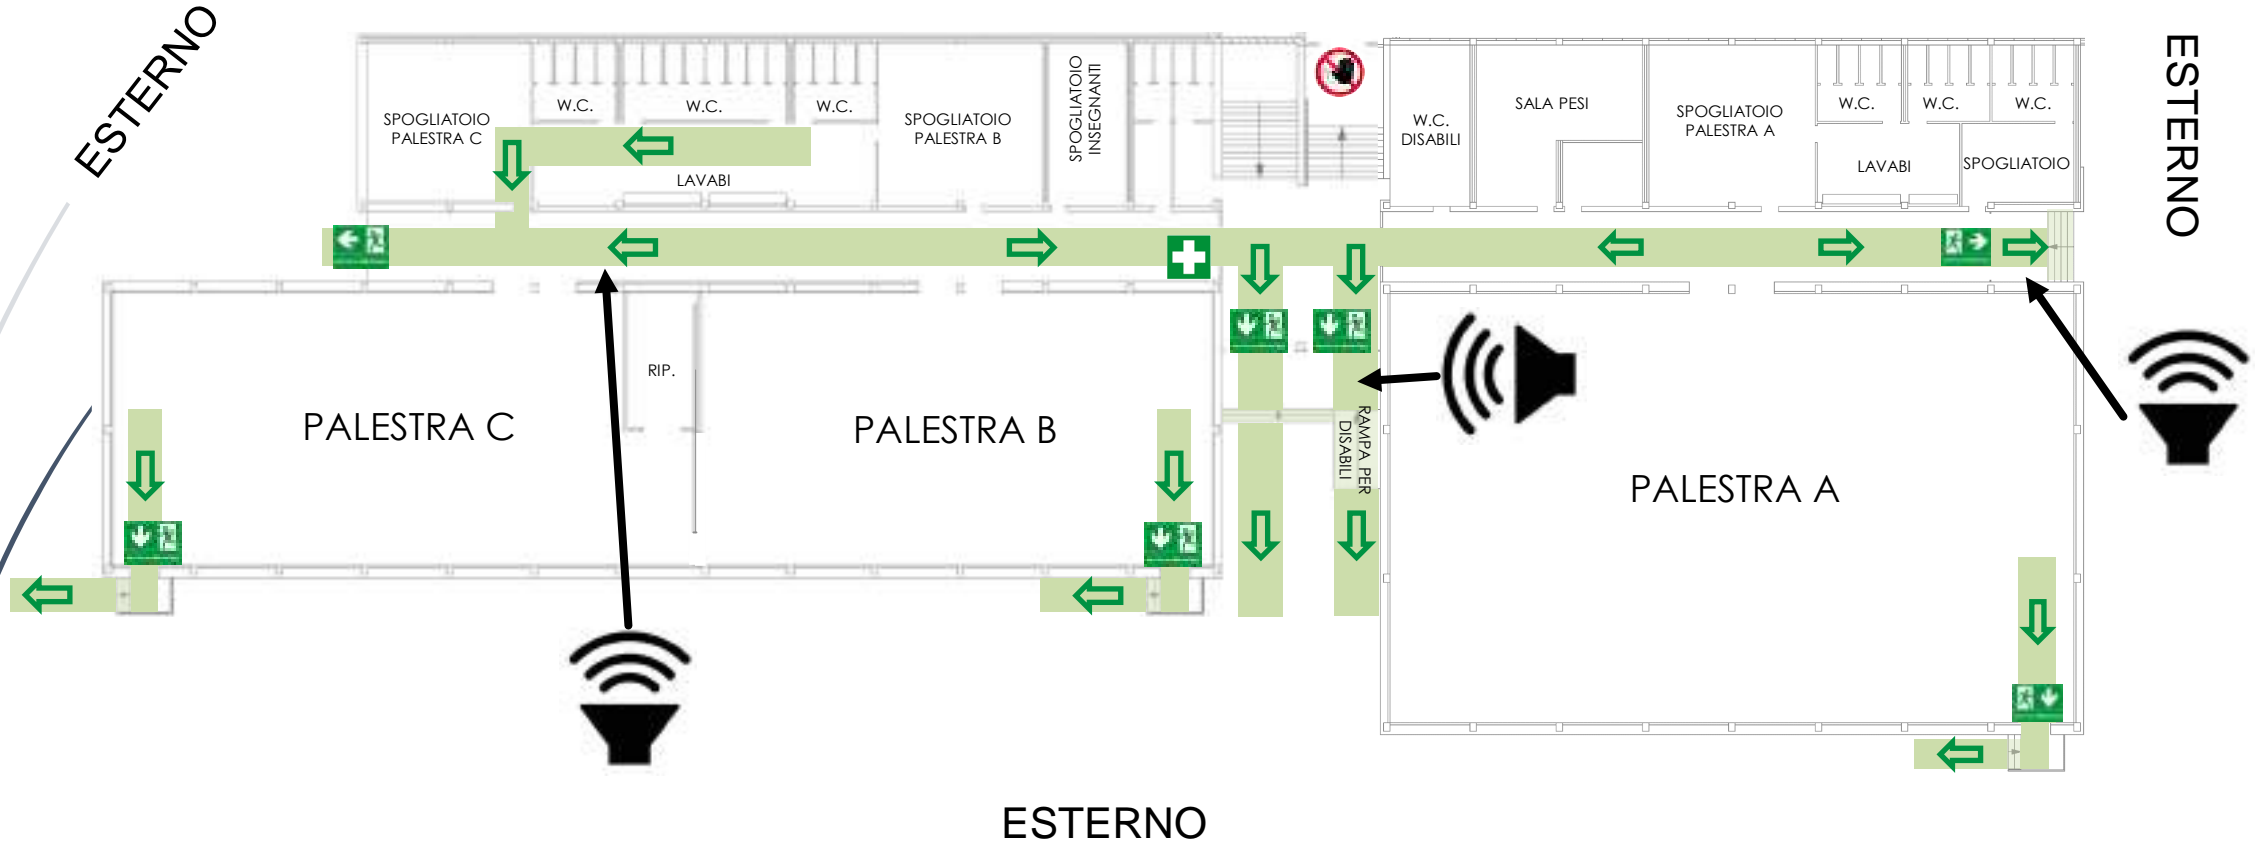 ESTERNO
ESTERNO
SPOGLIATOIO
PALESTRA C
W.C.
W.C.
W.C.
LAVABI
SPOGLIATOIO
PALESTRA B
SPOGLIATOIO
INSEGNANTI
W.C.
DISABILI
SALA PESI
SPOGLIATOIO
PALESTRA A
W.C.
W.C.
W.C.
LAVABI
SPOGLIATOIO
RIP.
PALESTRA C
PALESTRA B
RAMPA PER
DISABILI
PALESTRA A
ESTERNO